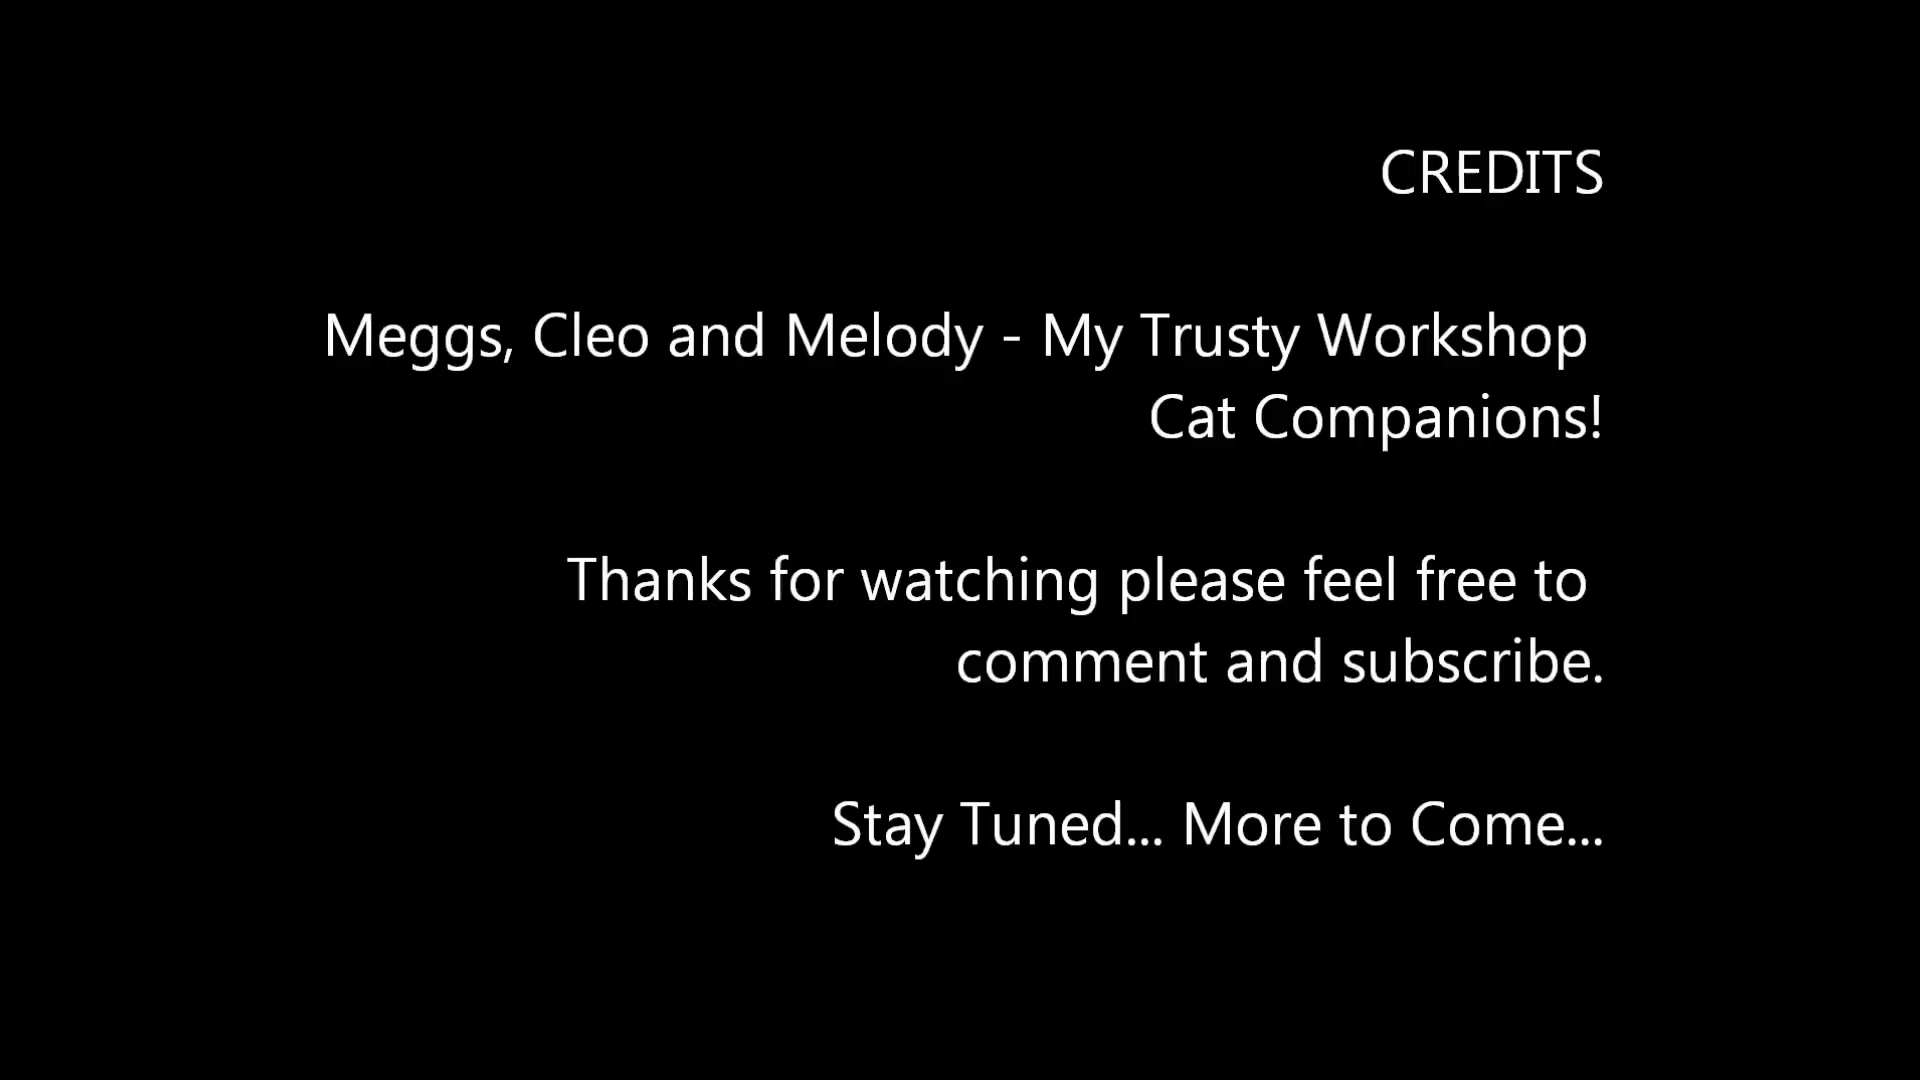 CREDITS
Meggs, Cleo and Melody - My Trusty Workshop
Cat Companions!
Thanks for watching please feel free to
comment and subscribe.
Stay Tuned... More to Come...